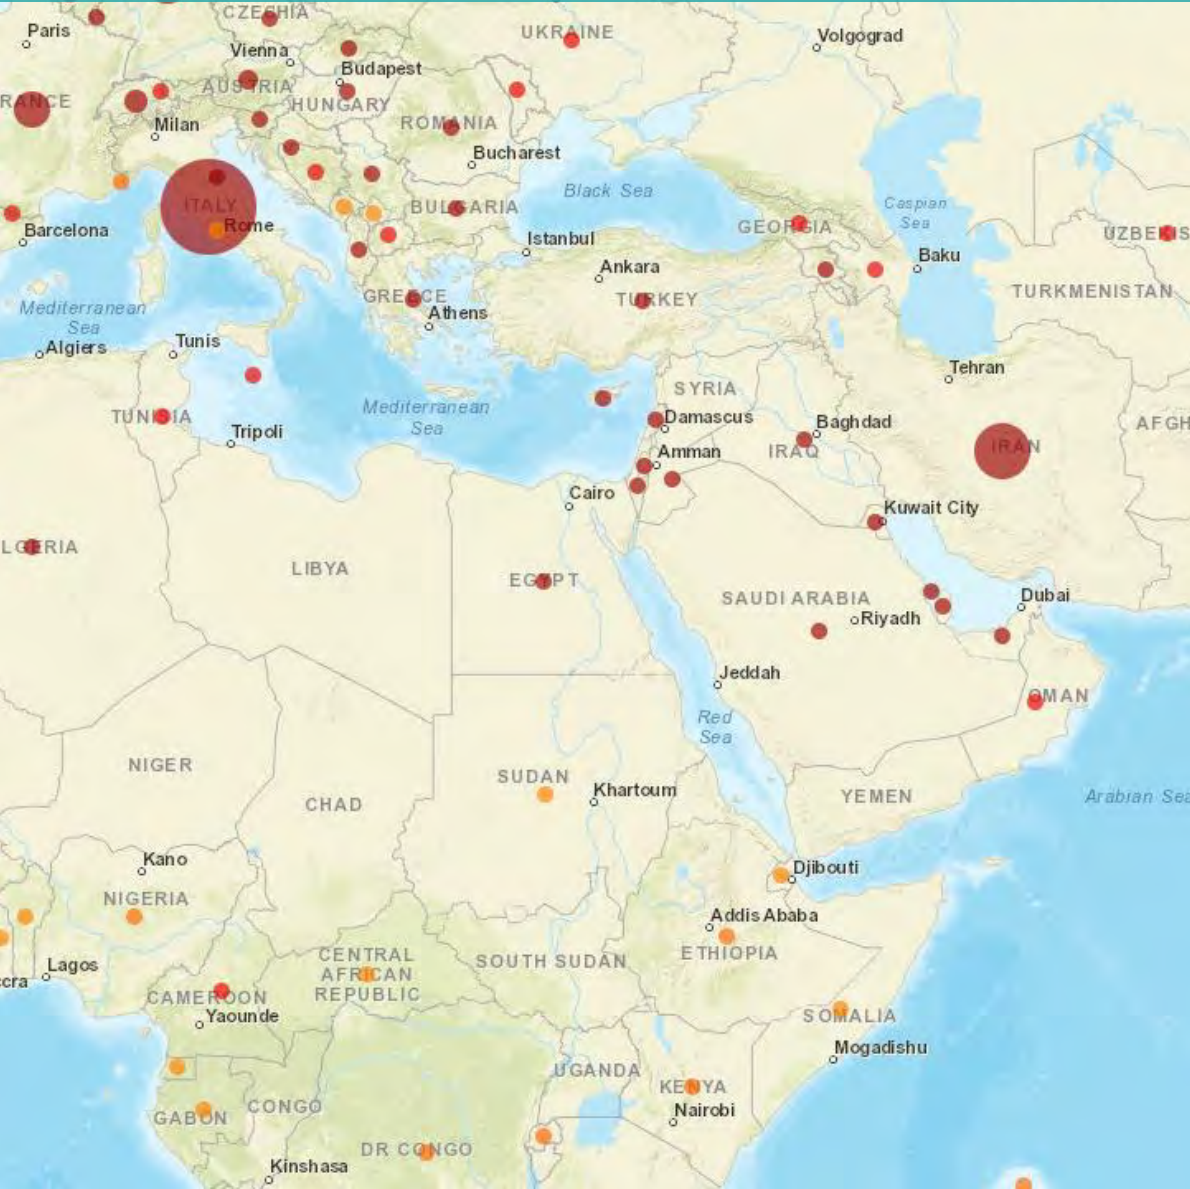 CZECHIA
Paris
UKRAINE
Volgograd
Vienna
Budapest
AUSTRIA
RANCE
HUNGARY
Milan
ROMANIA
Bucharest
Black Sea
Caspian
Sea
ITALY
Rome
BULGARIA
GEORGIA
Barcelona
UZBEKIS
Istanbul
Baku
Ankara
TURKMENISTAN
GREECE
TURKEY
Mediterranean
Sea
Athens
Algiers
Tunis
Tehran
SYRIA
Mediterranean
Sea
TUNISIA
Damascus
Baghdad
AFGH
Tripoli
IRAN
Amman
IRAQ
Cairo
Kuwait City
LGERIA
LIBYA
EGYPT
SAUDI ARABIA
Dubai
Riyadh
Jeddah
OMAN
Red
Sea
NIGER
SUDAN
Khartoum
YEMEN
Arabian Sea
CHAD
Kano
Djibouti
NIGERIA
Addis Ababa
ETHIOPIA
Lagos
CENTRAL
AFRICAN
REPUBLIC
SOUTH SUDAN
ccra
CAMEROON
Yaounde
SOMALIA
Mogadishu
UGANDA
KENYA
Nairobi
GABON
CONGO
DR CONGO
Kinshasa